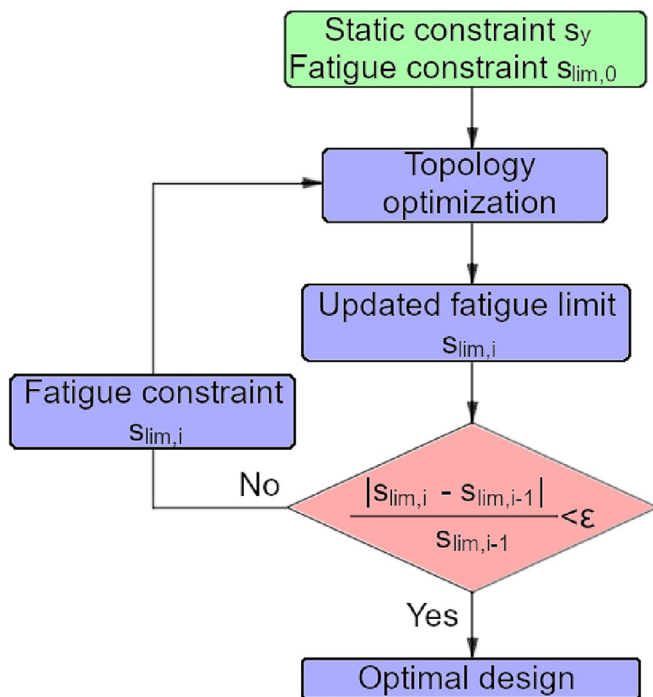 Static constraint sy
Fatigue constraint slim,0
Topology
optimization
Updated fatigue limit
slim,i
Fatigue constraint
slim,i
No
|slim,i - slim,i-1|
slim,i-1
<ε
Yes
Optimal design